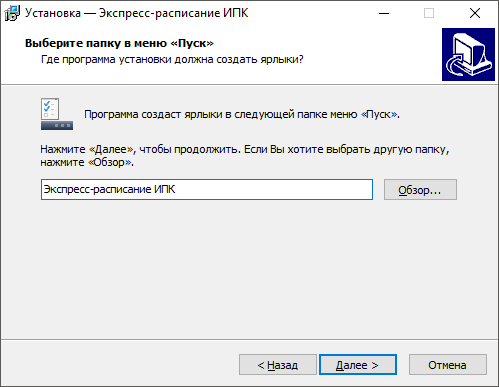 Установка — Экспресс-расписание ИПК
Выберите папку в меню «Пуск»
Где программа установки должна создать ярлыки?
Программа создаст ярлыки в следующей папке меню «Пуск».
Нажмите «Далее», чтобы продолжить. Если Вы хотите выбрать другую папку,
нажмите «Обзор».
Экспресс-расписание ИПК
Обзор...
< Назад
Далее >
Отмена